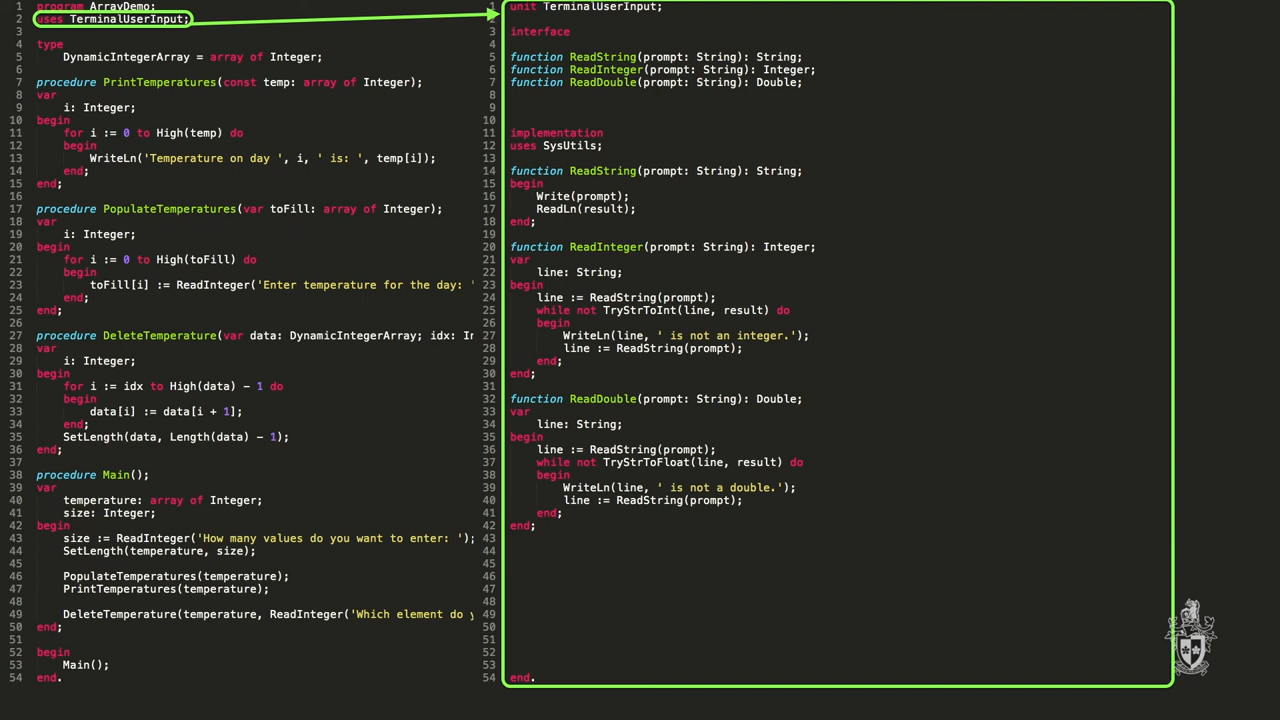 1 program ArrayDemo;
2 uses TerminalUserInput;
3
4 type
5 DynamicIntegerArray = array of Integer;
6
7 procedure PrintTemperatures(const temp: array of Integer);
8 var
9 i: Integer;
10 begin
11 for i := 0 to High(temp) do
12 begin
13 WriteLn('Temperature on day ', i, ' is: ', temp[i]);
14 end;
15 end;
16
17 procedure PopulateTemperatures(var toFill: array of Integer);
18 var
19 i: Integer;
20 begin
21 for i := 0 to High(toFill) do
22 begin
23 toFill[i] := ReadInteger('Enter temperature for the day: '
24 end;
25 end;
26
27 procedure DeleteTemperature(var data: DynamicIntegerArray; idx: In
28 var
29 i: Integer;
30 begin
31 for i := idx to High(data) - 1 do
32 begin
33 data[i] := data[i + 1];
34 end;
35 SetLength(data, Length(data) - 1);
36 end;
37
38 procedure Main();
39 var
40 temperature: array of Integer;
41 size: Integer;
42 begin
43 size := ReadInteger('How many values do you want to enter: ');
44 SetLength(temperature, size);
45
46 PopulateTemperatures(temperature);
47 PrintTemperatures(temperature);
48
49 DeleteTemperature(temperature, ReadInteger('Which element do y
50 end;
51
52 begin
53 Main();
54 end.
1 unit TerminalUserInput;
2
3 interface
4
5 function ReadString(prompt: String): String;
6 function ReadInteger(prompt: String): Integer;
7 function ReadDouble(prompt: String): Double;
8
9
10
11 implementation
12 uses SysUtils;
13
14 function ReadString(prompt: String): String;
15 begin
16 Write(prompt);
17 ReadLn(result);
18 end;
19
20 function ReadInteger(prompt: String): Integer;
21 var
22 line: String;
23 begin
24 line := ReadString(prompt);
25 while not TryStrToInt(line, result) do
26 begin
27 WriteLn(line, ' is not an integer.');
28 line := ReadString(prompt);
29 end;
30 end;
31
32 function ReadDouble(prompt: String): Double;
33 var
34 line: String;
35 begin
36 line := ReadString(prompt);
37 while not TryStrToFloat(line, result) do
38 begin
39 WriteLn(line, ' is not a double.');
40 line := ReadString(prompt);
41 end;
42 end;
43
44
45
46
47
48
49
50
51
52
53
54 end.